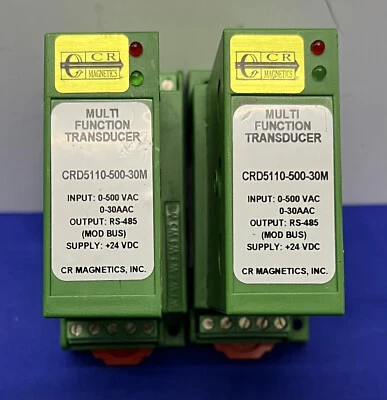 CR
MAGNETICS
MULTI
FUNCTION
TRANSDUCER
CRD5110-500-30M
INPUT: 0-500 VAC
0-30AAC
OUTPUT: RS-485
(MOD BUS)
SUPPLY: +24 VDC
CR MAGNETICS, INC.
CR
MAGNETICS
MULTI
FUNCTION
TRANSDUCER
CRD5110-500-30M
INPUT: 0-500 VAC
0-30AAC
OUTPUT: RS-485
(MOD BUS)
SUPPLY: +24 VDC
CR MAGNETICS, INC.